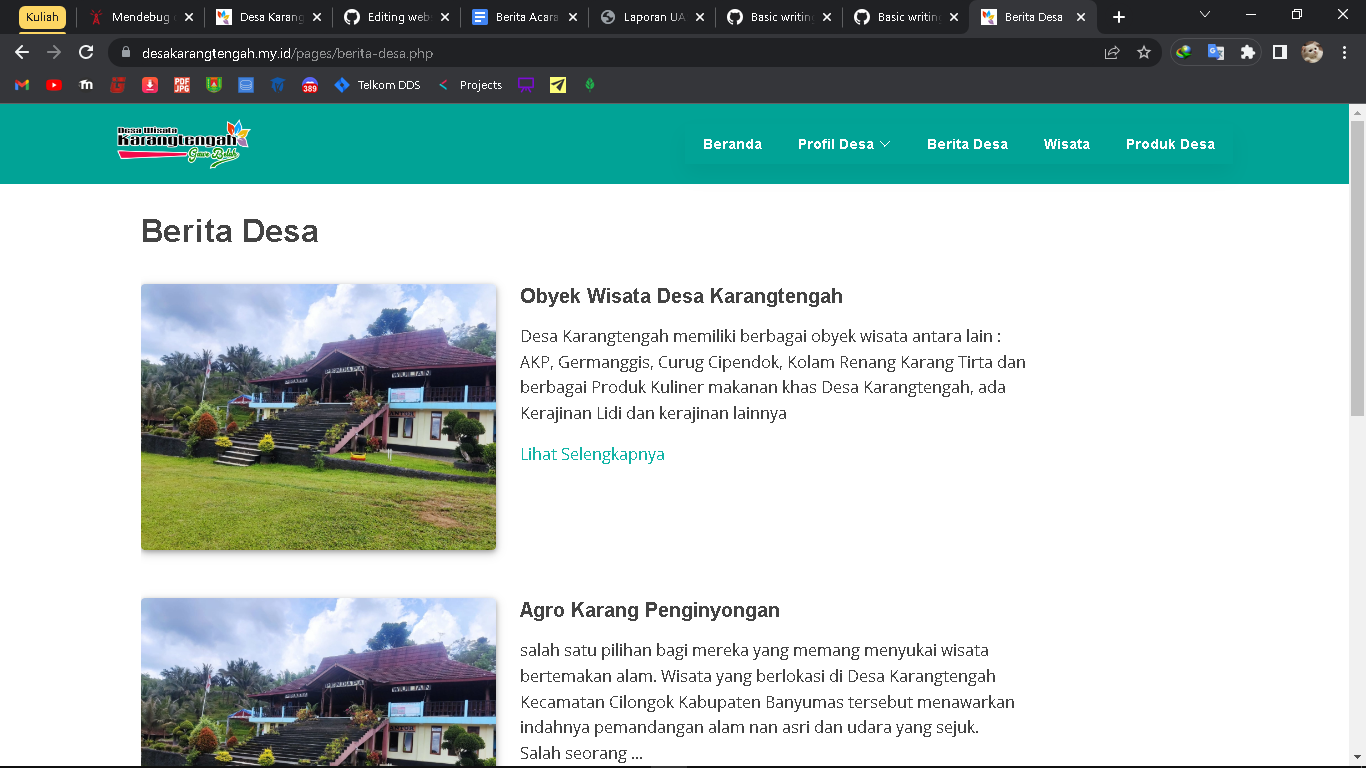 Kuliah
Mendebug
Desa Karang
Editing web
Berita Acara
Laporan UA
Basic writin
Basic writin
Berita Desa
desakarangtengah.my.id/pages/berita-desa.php
PDF
JPG
389
Telkom DDS
Projects
Desa Wisata
Karangtengah
Beranda
Profil Desa
Berita Desa
Wisata
Produk Desa
Berita Desa
Obyek Wisata Desa Karangtengah
Desa Karangtengah memiliki berbagai obyek wisata antara lain :
AKP, Germanggis, Curug Cipendok, Kolam Renang Karang Tirta dan
berbagai Produk Kuliner makanan khas Desa Karangtengah, ada
Kerajinan Lidi dan kerajinan lainnya
Lihat Selengkapnya
Agro Karang Penginyongan
salah satu pilihan bagi mereka yang memang menyukai wisata
bertemakan alam. Wisata yang berlokasi di Desa Karangtengah
Kecamatan Cilongok Kabupaten Banyumas tersebut menawarkan
indahnya pemandangan alam nan asri dan udara yang sejuk.
Salah seorang ...